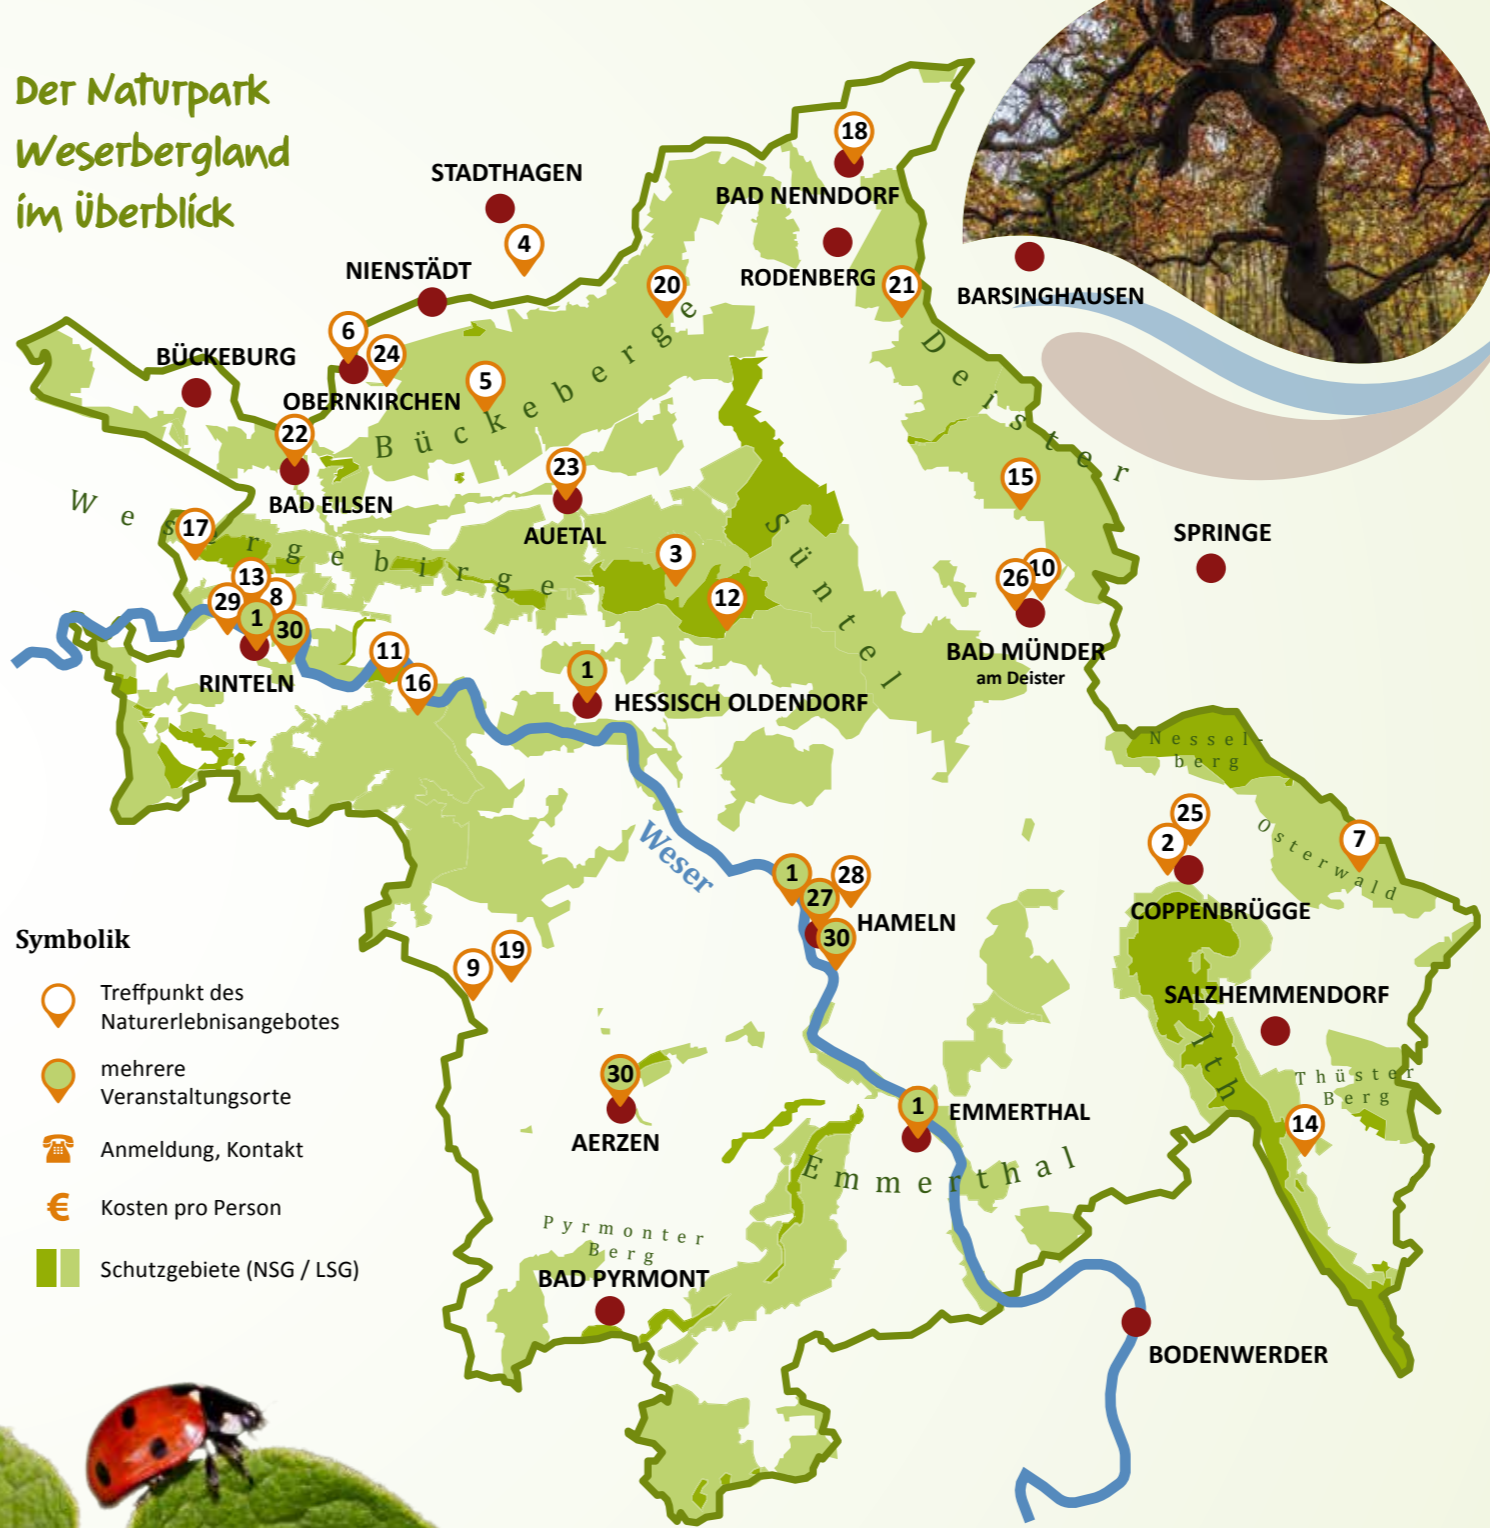 Der Naturpark
Weserbergland
im Überblick
18
STADTHAGEN
BAD NENNDORF
4
RODENBERG
NIENSTÄDT
20
21
BARSINGHAUSEN
6
BÜCKEBURG
24
5
Deister
OBERNKIRCHEN
Bückeberge
22
23
15
BAD EILSEN
Wesergebirge
17
AUETAL
Süntel
SPRINGE
3
13
29
8
1
30
12
26
10
11
BAD MÜNDER
am Deister
RINTELN
16
1
HESSISCH OLDENDORF
Nessel-
berg
25
2
Osterwald
7
Weser
1
28
27
30
HAMELN
COPPENBRÜGGE
Symbolik
9
19
SALZHEMMENDORF
Treffpunkt des
Naturerlebnisangebotes
mehrere
Veranstaltungsorte
30
AERZEN
1
EMMERTHAL
Ith
Thüster
Berg
14
Anmeldung, Kontakt
Emmerthal
€ Kosten pro Person
Pyrmonter
Berg
Schutzgebiete (NSG / LSG)
BAD PYRMONT
BODENWERDER